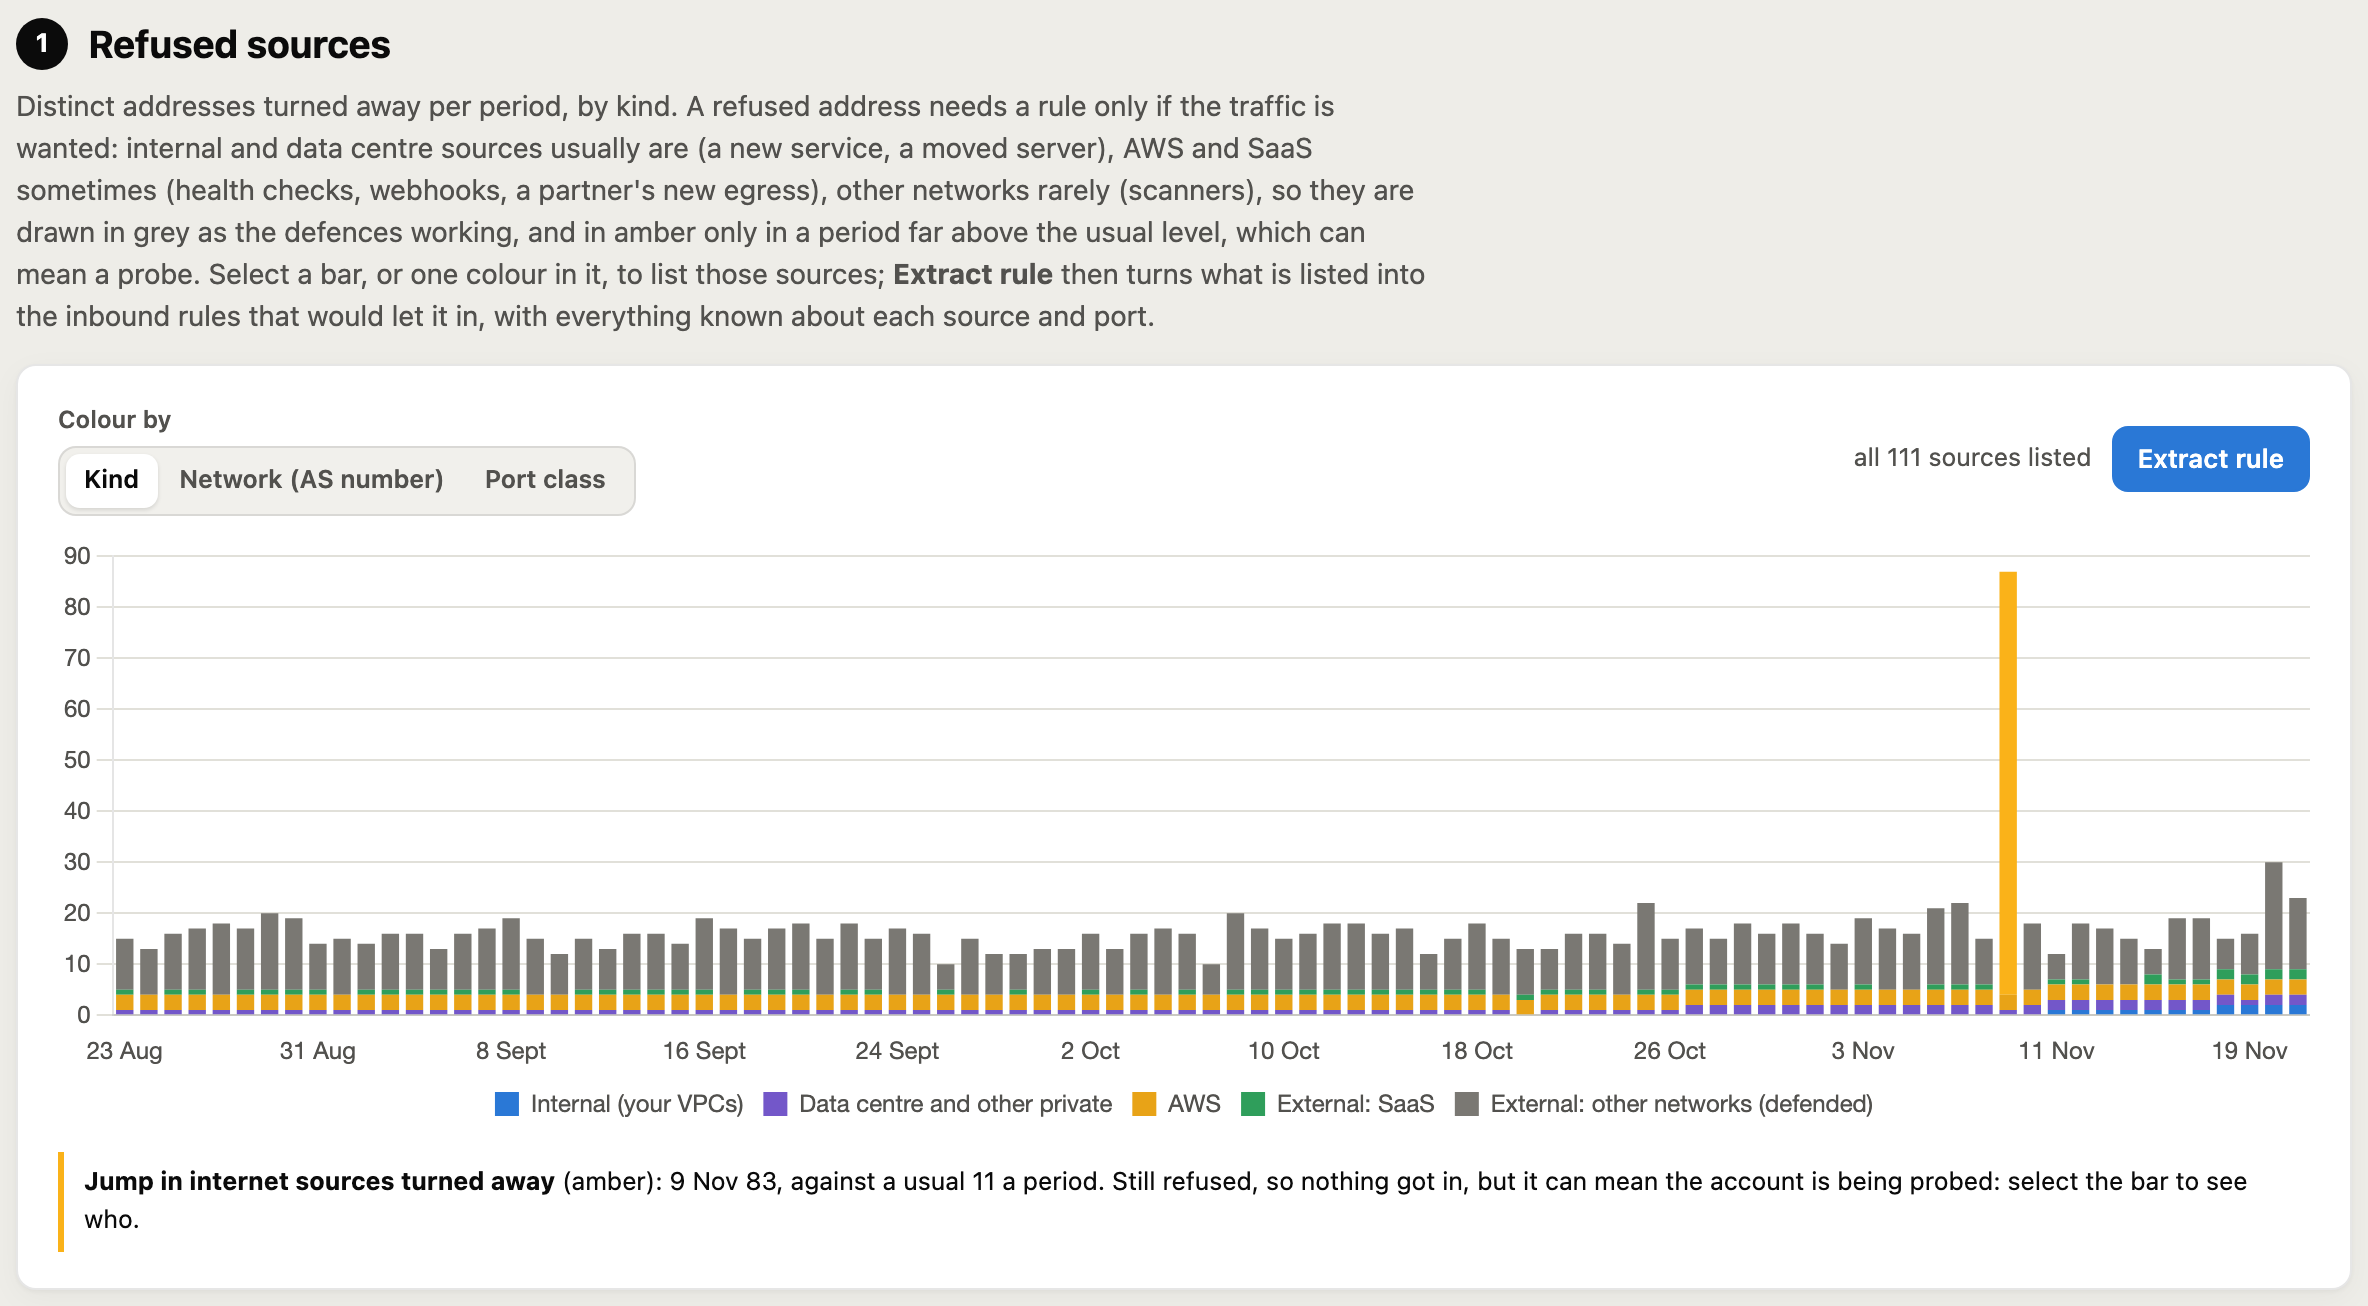 1 Refused sources
Distinct addresses turned away per period, by kind. A refused address needs a rule only if the traffic is
wanted: internal and data centre sources usually are (a new service, a moved server), AWS and SaaS
sometimes (health checks, webhooks, a partner's new egress), other networks rarely (scanners), so they are
drawn in grey as the defences working, and in amber only in a period far above the usual level, which can
mean a probe. Select a bar, or one colour in it, to list those sources; Extract rule then turns what is listed into
the inbound rules that would let it in, with everything known about each source and port.
Colour by
Kind Network (AS number) Port class
all 111 sources listed Extract rule
90
80
70
60
50
40
30
20
10
0
23 Aug 31 Aug 8 Sept 16 Sept 24 Sept 2 Oct 10 Oct 18 Oct 26 Oct 3 Nov 11 Nov 19 Nov
Internal (your VPCs) Data centre and other private AWS External: SaaS External: other networks (defended)
Jump in internet sources turned away (amber): 9 Nov 83, against a usual 11 a period. Still refused, so nothing got in, but it can mean the account is being probed: select the bar to see
who.